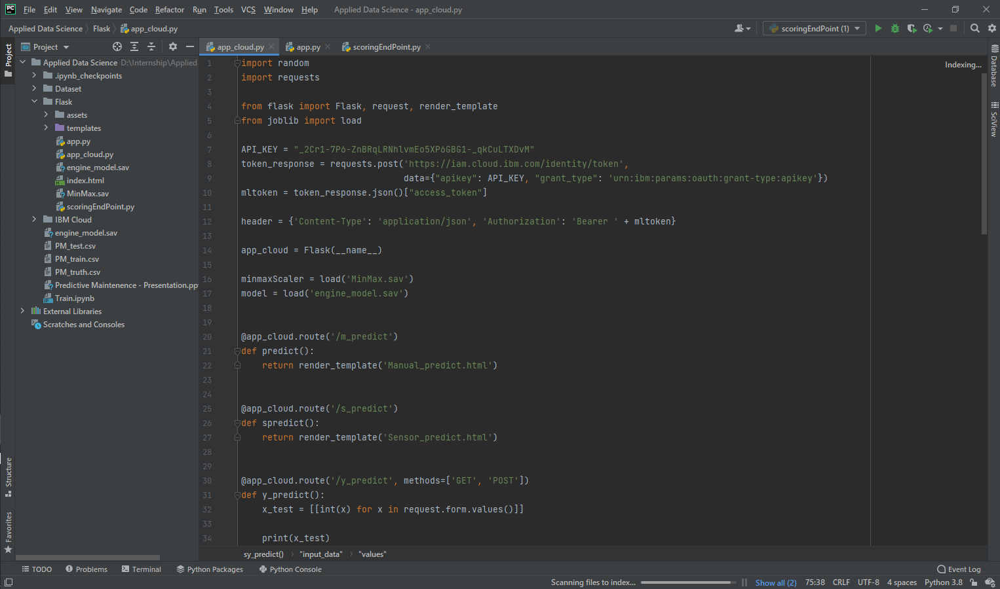 PC File Edit View Navigate Code Refactor Run Tools VCS Window Help Applied Data Science - app_cloud.py
Applied Data Science Flask app_cloud.py scoringEndPoint (1)
Project
Project
app_cloud.py app.py scoringEndPoint.py
Applied Data Science D:\Internship\Applied
.ipynb_checkpoints
Dataset
Flask
assets
templates
app.py
app_cloud.py
engine_model.sav
index.html
MinMax.sav
scoringEndPoint.py
IBM Cloud
engine_model.sav
PM_test.csv
PM_train.csv
PM_truth.csv
Predictive Maintenence - Presentation.pp
Train.ipynb
External Libraries
Scratches and Consoles
Structure
Favorites
1 import random
2 import requests
3
4 from flask import Flask, request, render_template
5 from joblib import load
6
7 API_KEY = "_2Cr1-7P6-ZnBRqLRNhlvmEo5XP6GBG1-_qkCuLTXDvM"
8 token_response = requests.post('https://iam.cloud.ibm.com/identity/token',
9 data={"apikey": API_KEY, "grant_type": 'urn:ibm:params:oauth:grant-type:apikey'})
10 mltoken = token_response.json()["access_token"]
11
12 header = {'Content-Type': 'application/json', 'Authorization': 'Bearer ' + mltoken}
13
14 app_cloud = Flask(__name__)
15
16 minmaxScaler = load('MinMax.sav')
17 model = load('engine_model.sav')
18
19
20 @app_cloud.route('/m_predict')
21 def predict():
22 return render_template('Manual_predict.html')
23
24
25 @app_cloud.route('/s_predict')
26 def spredict():
27 return render_template('Sensor_predict.html')
28
29
30 @app_cloud.route('/y_predict', methods=['GET', 'POST'])
31 def y_predict():
32 x_test = [[int(x) for x in request.form.values()]]
33
34 print(x_test)
Indexing...
Database
SciView
sy_predict() "input_data" "values"
TODO Problems Terminal Python Packages Python Console Event Log
Scanning files to index... Show all (2) 75:38 CRLF UTF-8 4 spaces Python 3.8